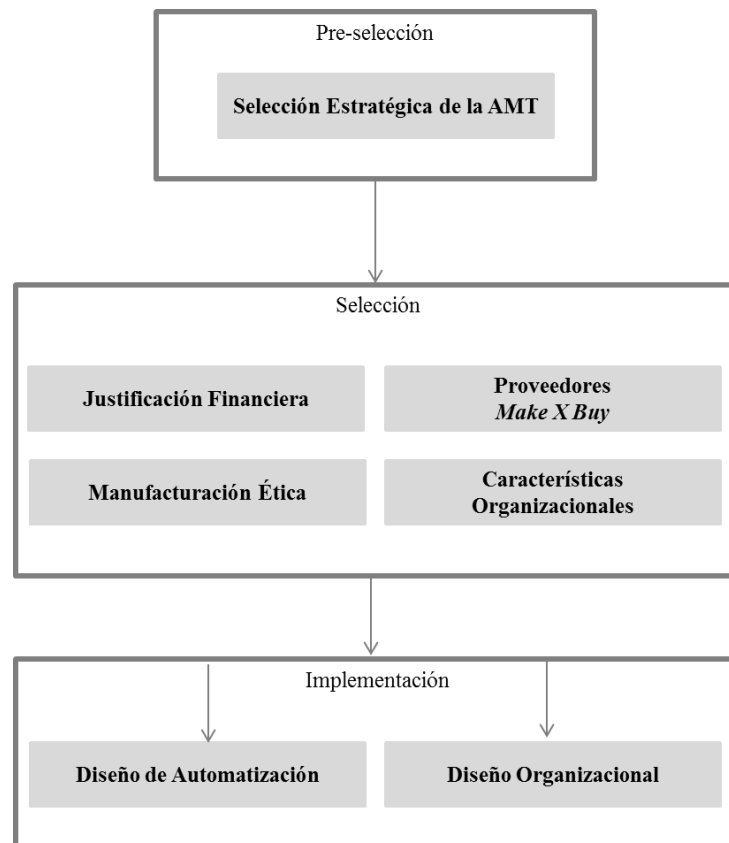 Pre-selección
Selección Estratégica de la AMT
Selección
Justificación Financiera
Proveedores
Make X Buy
Manufacturación Ética
Característícas
Organizacionales
Implementación
Diseño de Automatización
Diseño Organizacional